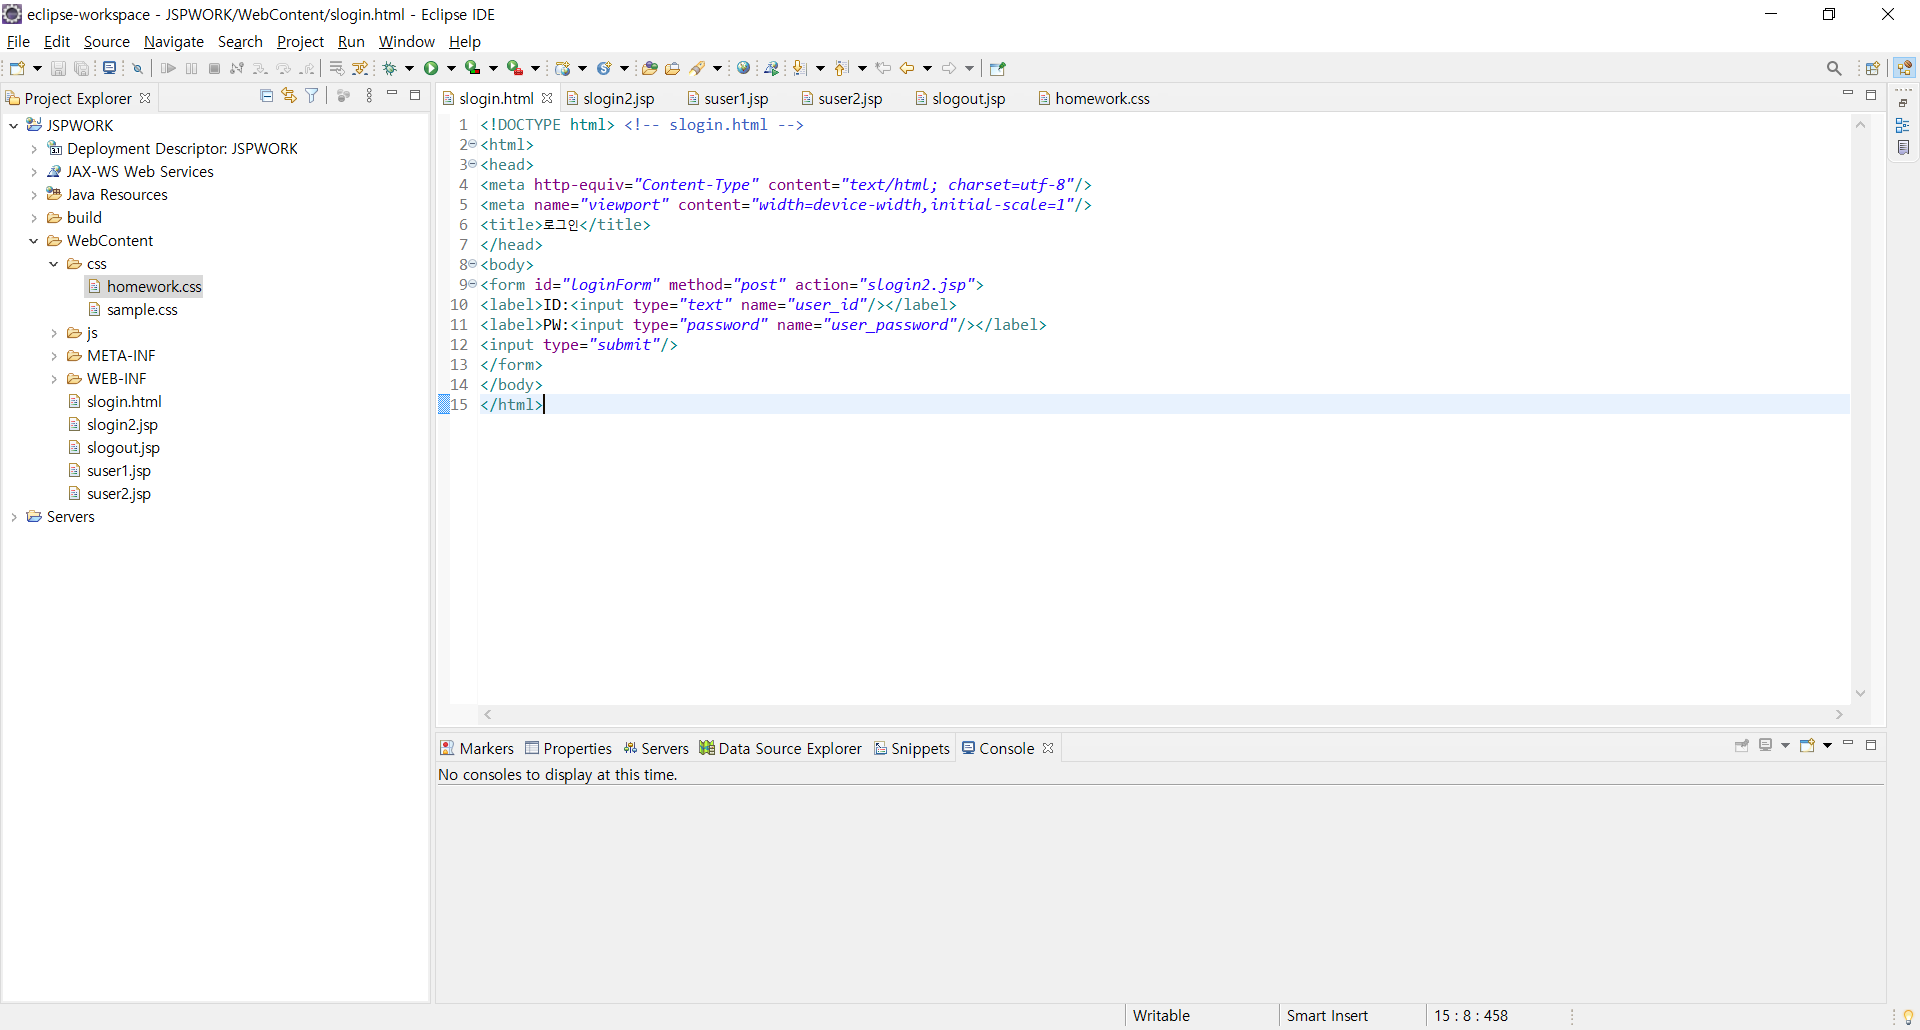 eclipse-workspace - JSPWORK/WebContent/slogin.html - Eclipse IDE
File Edit Source Navigate Search Project Run Window Help
Project Explorer
JSPWORK
Deployment Descriptor: JSPWORK
JAX-WS Web Services
Java Resources
build
WebContent
css
homework.css
sample.css
js
META-INF
WEB-INF
slogin.html
slogin2.jsp
slogout.jsp
suser1.jsp
suser2.jsp
Servers
slogin.html slogin2.jsp suser1.jsp suser2.jsp slogout.jsp homework.css
1 <!DOCTYPE html> <!-- slogin.html -->
2 <html>
3 <head>
4 <meta http-equiv="Content-Type" content="text/html; charset=utf-8"/>
5 <meta name="viewport" content="width=device-width,initial-scale=1"/>
6 <title>로그인</title>
7 </head>
8 <body>
9 <form id="loginForm" method="post" action="slogin2.jsp">
10 <label>ID:<input type="text" name="user_id"/></label>
11 <label>PW:<input type="password" name="user_password"/></label>
12 <input type="submit"/>
13 </form>
14 </body>
15 </html>
Markers Properties Servers Data Source Explorer Snippets Console
No consoles to display at this time.
Writable Smart Insert 15 : 8 : 458